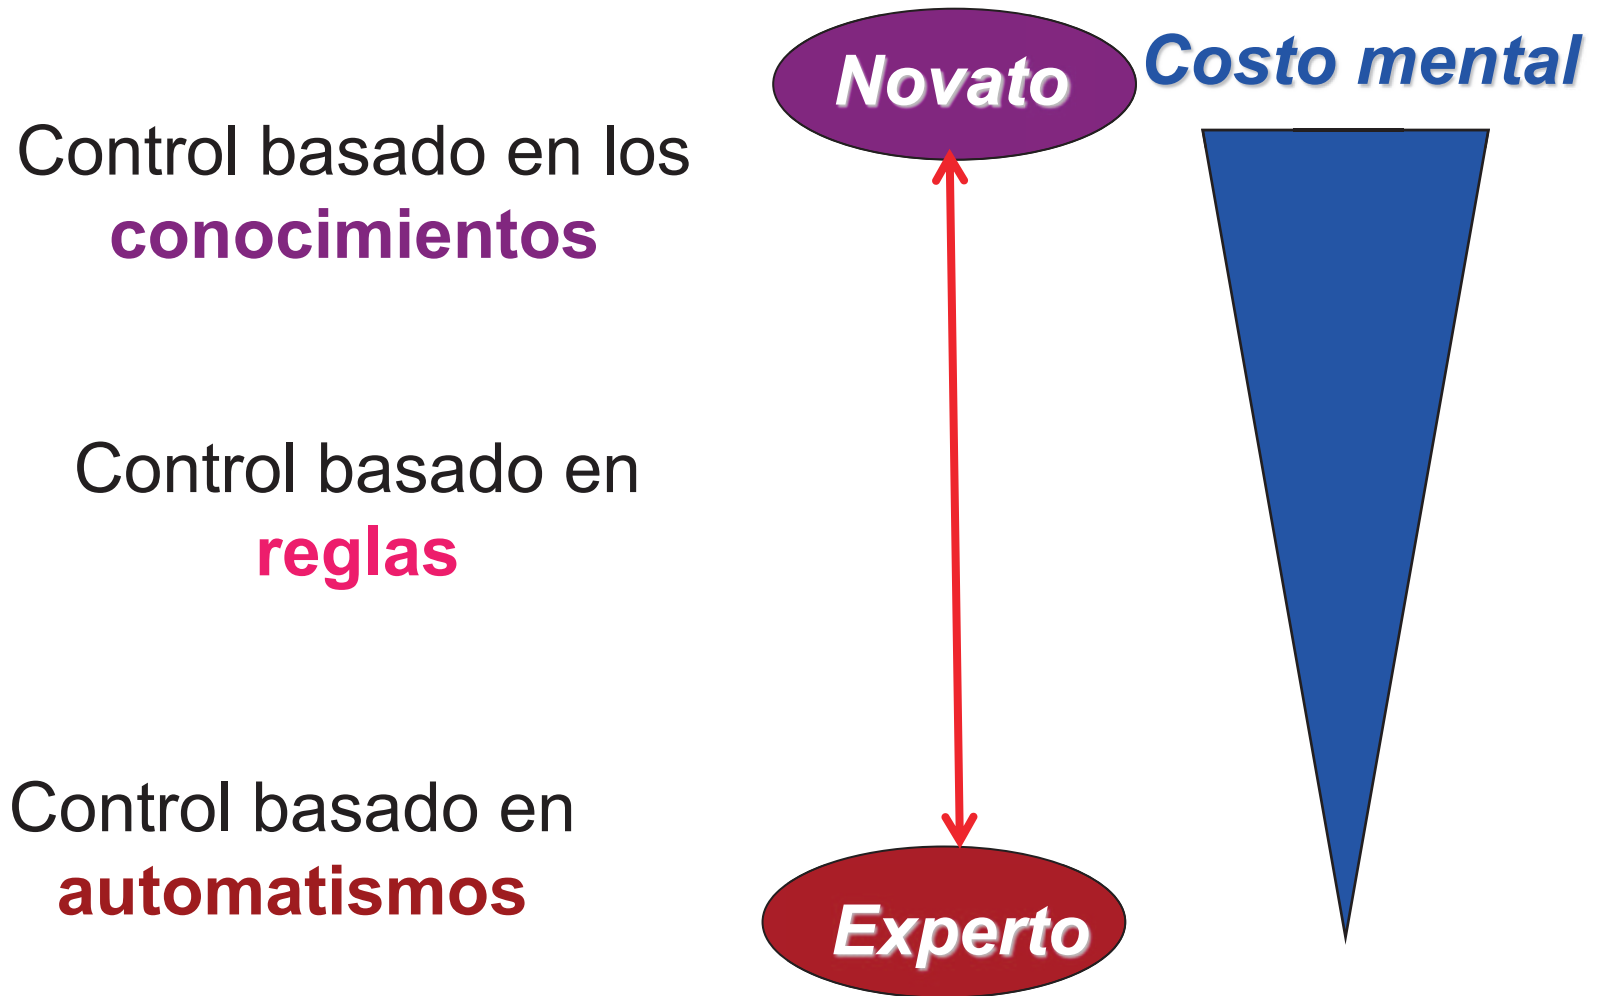 Novato
Costo mental
Control basado en los
conocimientos
Control basado en
reglas
Control basado en
automatismos
Experto